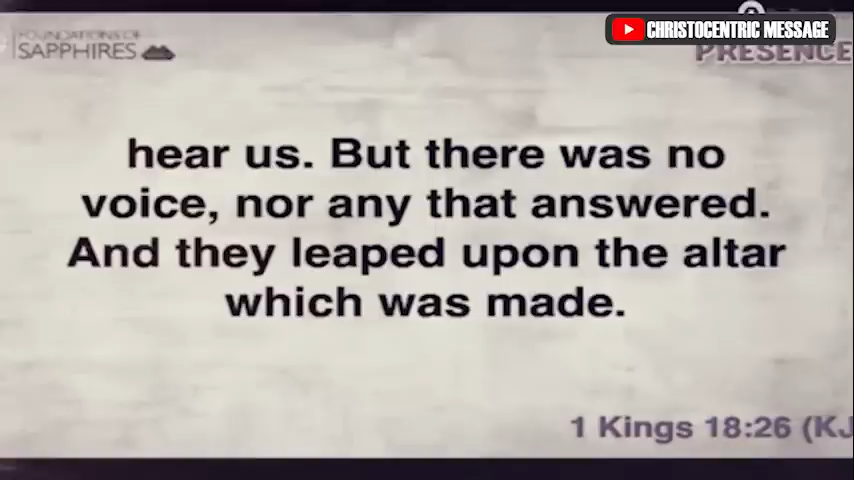 FOUNDATIONS OF
SAPPHIRES
CHRISTOCENTRIC MESSAGE
PRESENCE
hear us. But there was no
voice, nor any that answered.
And they leaped upon the altar
which was made.
1 Kings 18:26 (KJ